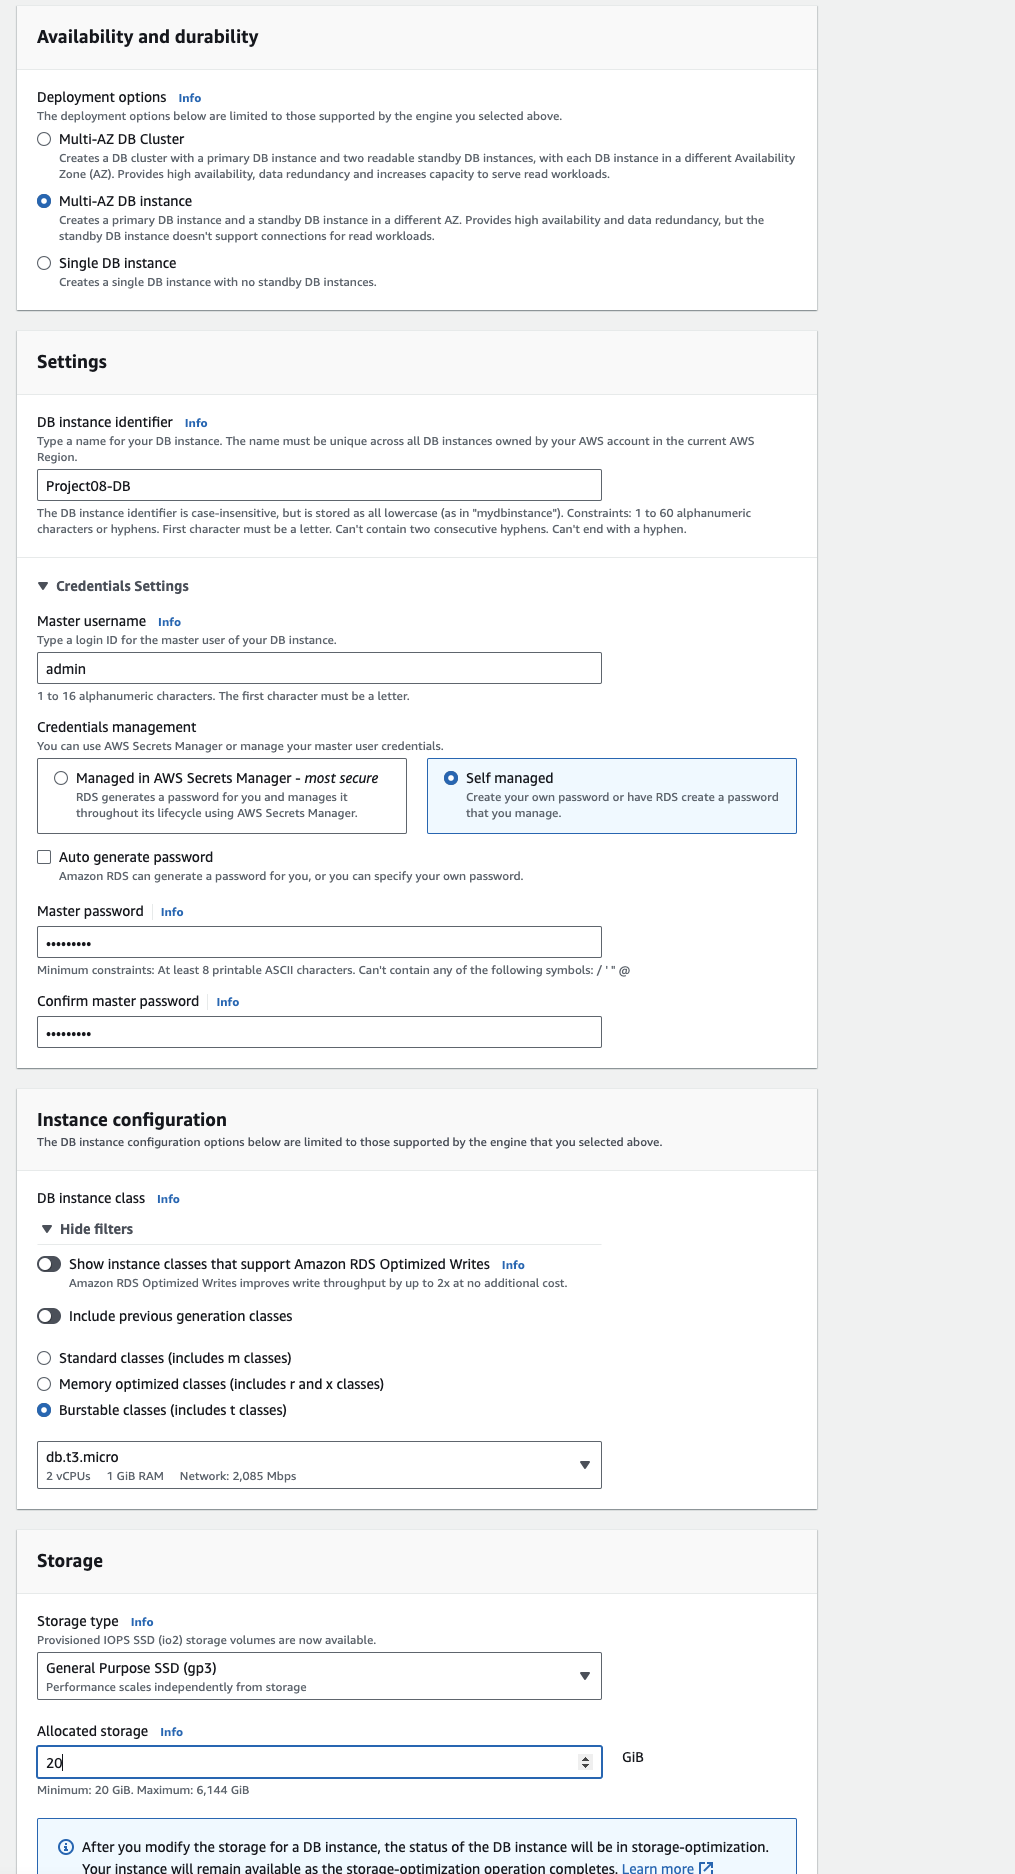 Availability and durability
Deployment options Info
The deployment options below are limited to those supported by the engine you selected above.
Multi-AZ DB Cluster
Creates a DB cluster with a primary DB instance and two readable standby DB instances, with each DB instance in a different Availability
Zone (AZ). Provides high availability, data redundancy and increases capacity to serve read workloads.
Multi-AZ DB instance
Creates a primary DB instance and a standby DB instance in a different AZ. Provides high availability and data redundancy, but the
standby DB instance doesn't support connections for read workloads.
Single DB instance
Creates a single DB instance with no standby DB instances.
Settings
DB instance identifier Info
Type a name for your DB instance. The name must be unique across all DB instances owned by your AWS account in the current AWS
Region.
Project08-DB
The DB instance identifier is case-insensitive, but is stored as all lowercase (as in "mydbinstance"). Constraints: 1 to 60 alphanumeric
characters or hyphens. First character must be a letter. Can't contain two consecutive hyphens. Can't end with a hyphen.
Credentials Settings
Master username Info
Type a login ID for the master user of your DB instance.
admin
1 to 16 alphanumeric characters. The first character must be a letter.
Credentials management
You can use AWS Secrets Manager or manage your master user credentials.
Managed in AWS Secrets Manager - most secure
RDS generates a password for you and manages it
throughout its lifecycle using AWS Secrets Manager.
Self managed
Create your own password or have RDS create a password
that you manage.
Auto generate password
Amazon RDS can generate a password for you, or you can specify your own password.
Master password Info
•••••••••
Minimum constraints: At least 8 printable ASCII characters. Can't contain any of the following symbols: / ' " @
Confirm master password Info
•••••••••
Instance configuration
The DB instance configuration options below are limited to those supported by the engine that you selected above.
DB instance class Info
Hide filters
Show instance classes that support Amazon RDS Optimized Writes Info
Amazon RDS Optimized Writes improves write throughput by up to 2x at no additional cost.
Include previous generation classes
Standard classes (includes m classes)
Memory optimized classes (includes r and x classes)
Burstable classes (includes t classes)
db.t3.micro
2 vCPUs 1 GiB RAM Network: 2,085 Mbps
Storage
Storage type Info
Provisioned IOPS SSD (io2) storage volumes are now available.
General Purpose SSD (gp3)
Performance scales independently from storage
Allocated storage Info
20 GiB
Minimum: 20 GiB. Maximum: 6,144 GiB
After you modify the storage for a DB instance, the status of the DB instance will be in storage-optimization.
Your instance will remain available as the storage-optimization operation completes. Learn more